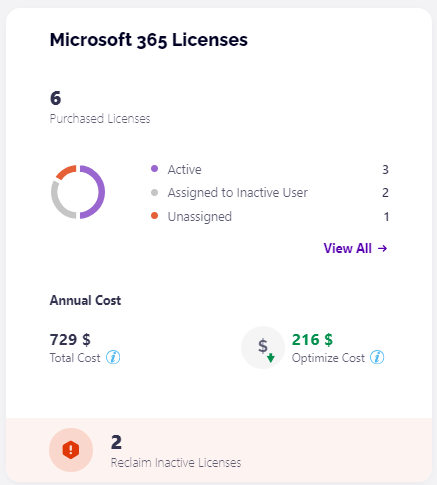 Microsoft 365 Licenses
6
Purchased Licenses
Active 3
Assigned to Inactive User 2
Unassigned 1
View All →
Annual Cost
729 $ $ 216 $
Total Cost i Optimize Cost i
2
Reclaim Inactive Licenses